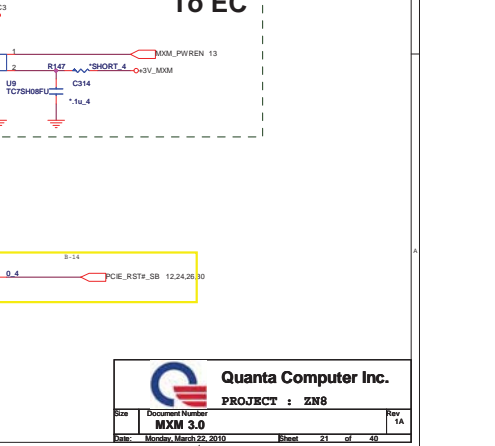 C3
To EC
1
MXM_PWREN 13
2
R147 *SHORT_4
+3V_MXM
U9
TC7SH08FU
C314
*.1u_4
B-14
0_4
PCIE_RST#_SB 12,24,26,30
A
Quanta Computer Inc.
PROJECT : ZN8
Size Document Number Rev
MXM 3.0 1A
Date: Monday, March 22, 2010 Sheet 21 of 40